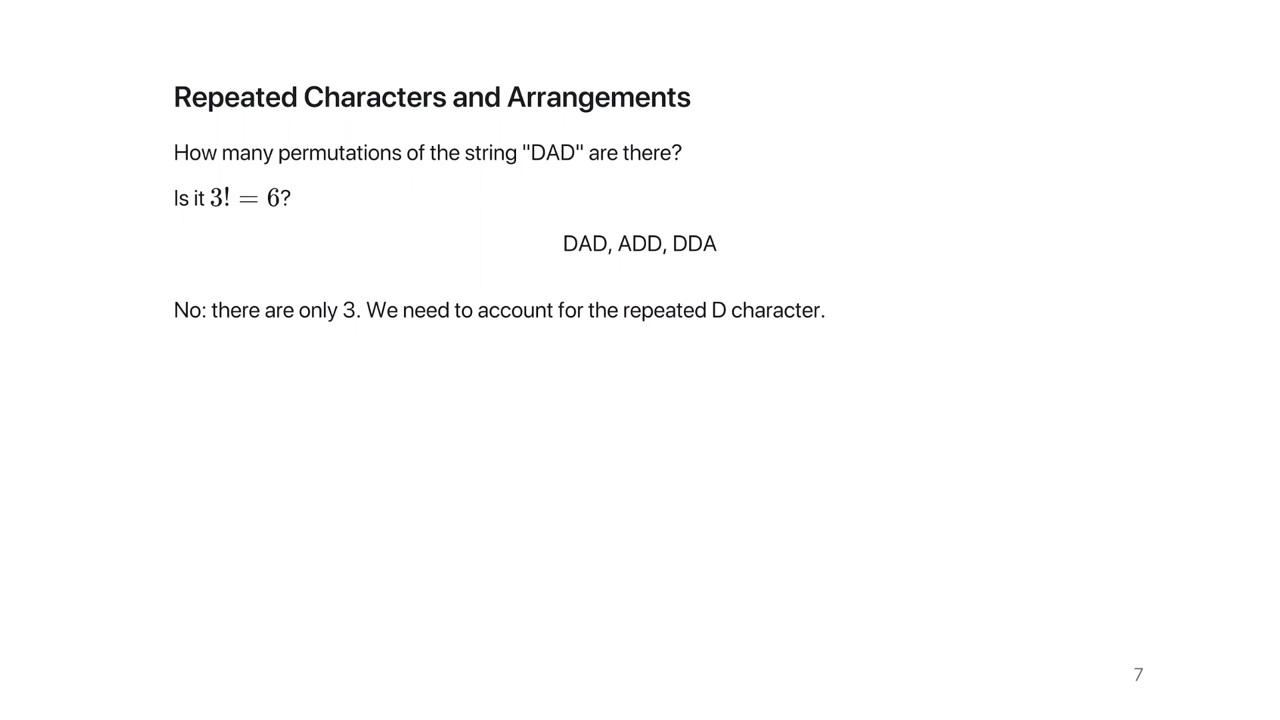 Repeated Characters and Arrangements
How many permutations of the string "DAD" are there?
Is it 3! = 6?
DAD, ADD, DDA
No: there are only 3. We need to account for the repeated D character.
7